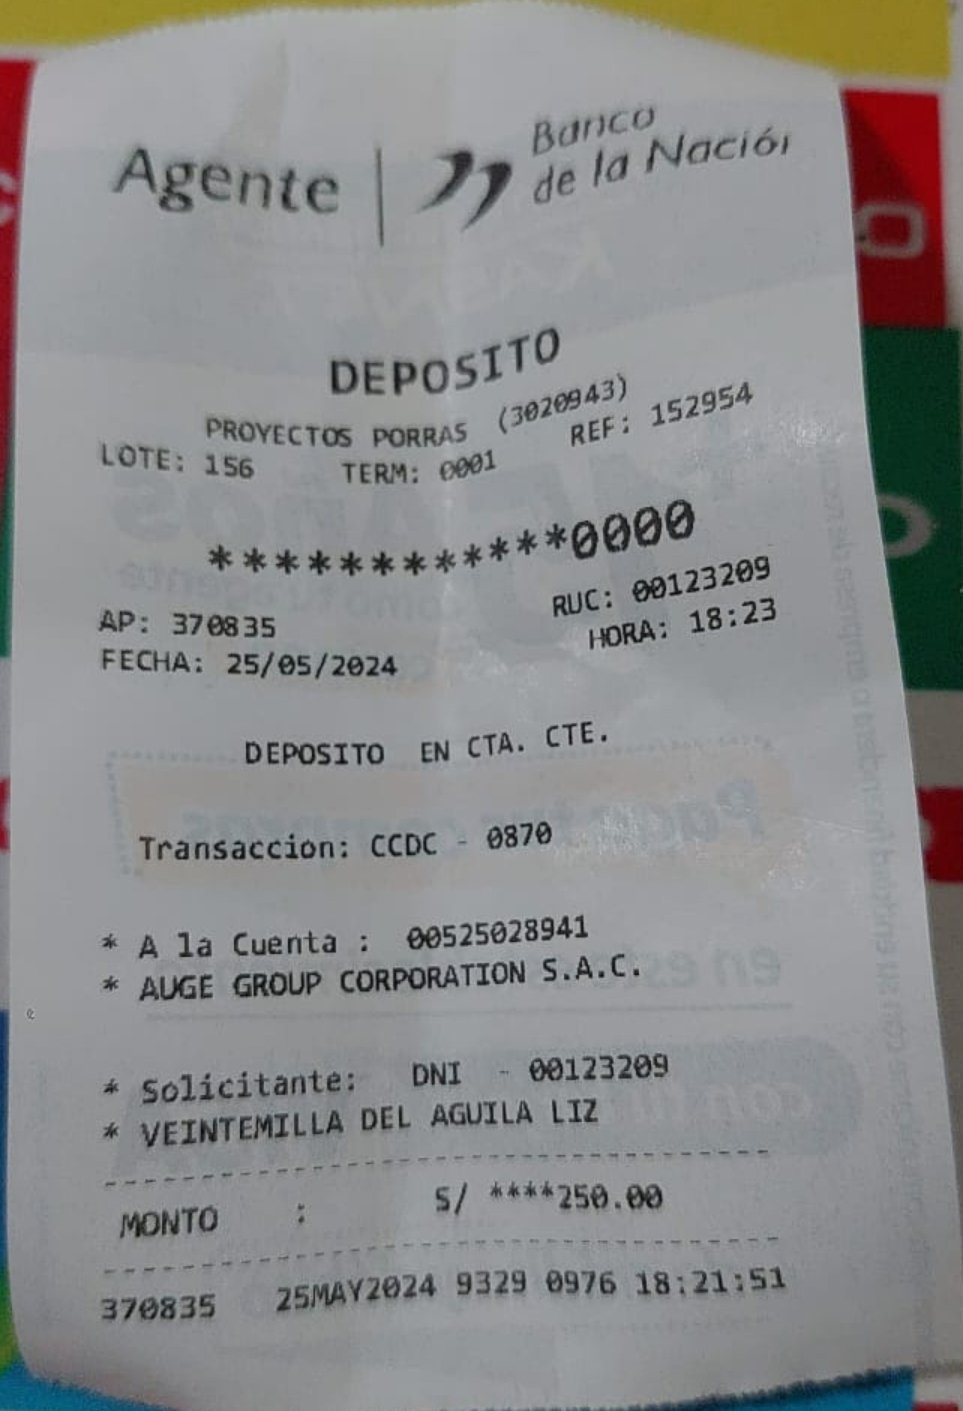 Agente
Banco
de la Nación
DEPOSITO
PROYECTOS PORRAS (3020943)
LOTE: 156 TERM: 0001 REF: 152954
************0000
AP: 370835 RUC: 00123209
FECHA: 25/05/2024 HORA: 18:23
DEPOSITO EN CTA. CTE.
Transaccion: CCDC - 0870
* A la Cuenta : 00525028941
* AUGE GROUP CORPORATION S.A.C.
* Solicitante: DNI - 00123209
* VEINTEMILLA DEL AGUILA LIZ
MONTO : S/ ****250.00
370835 25MAY2024 9329 0976 18:21:51